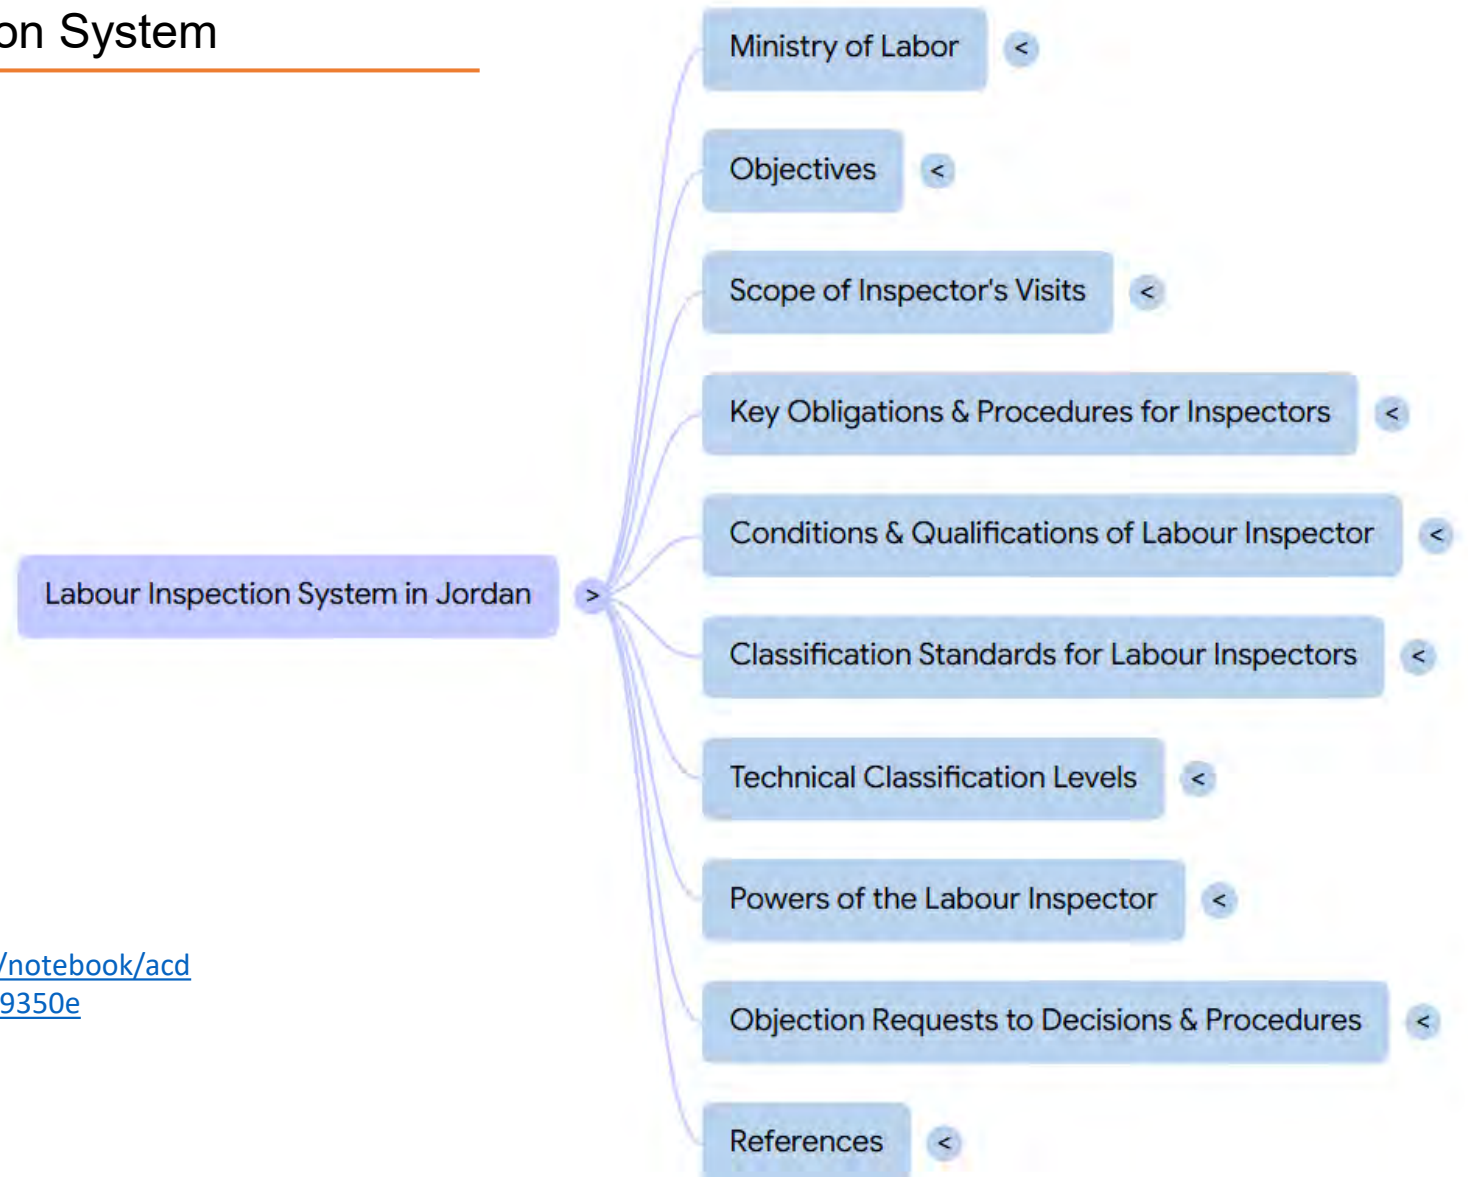 on System
Ministry of Labor <
Objectives <
Scope of Inspector's Visits <
Key Obligations & Procedures for Inspectors <
Conditions & Qualifications of Labour Inspector <
Labour Inspection System in Jordan >
Classification Standards for Labour Inspectors <
Technical Classification Levels <
Powers of the Labour Inspector <
/notebook/acd
9350e
Objection Requests to Decisions & Procedures <
References <